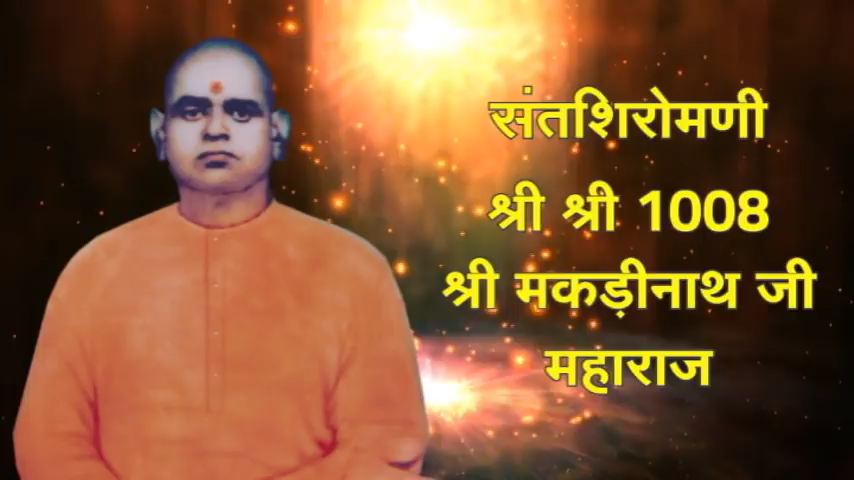 संतशिरोमणी
श्री श्री 1008
श्री मकड़ीनाथ जी
महाराज